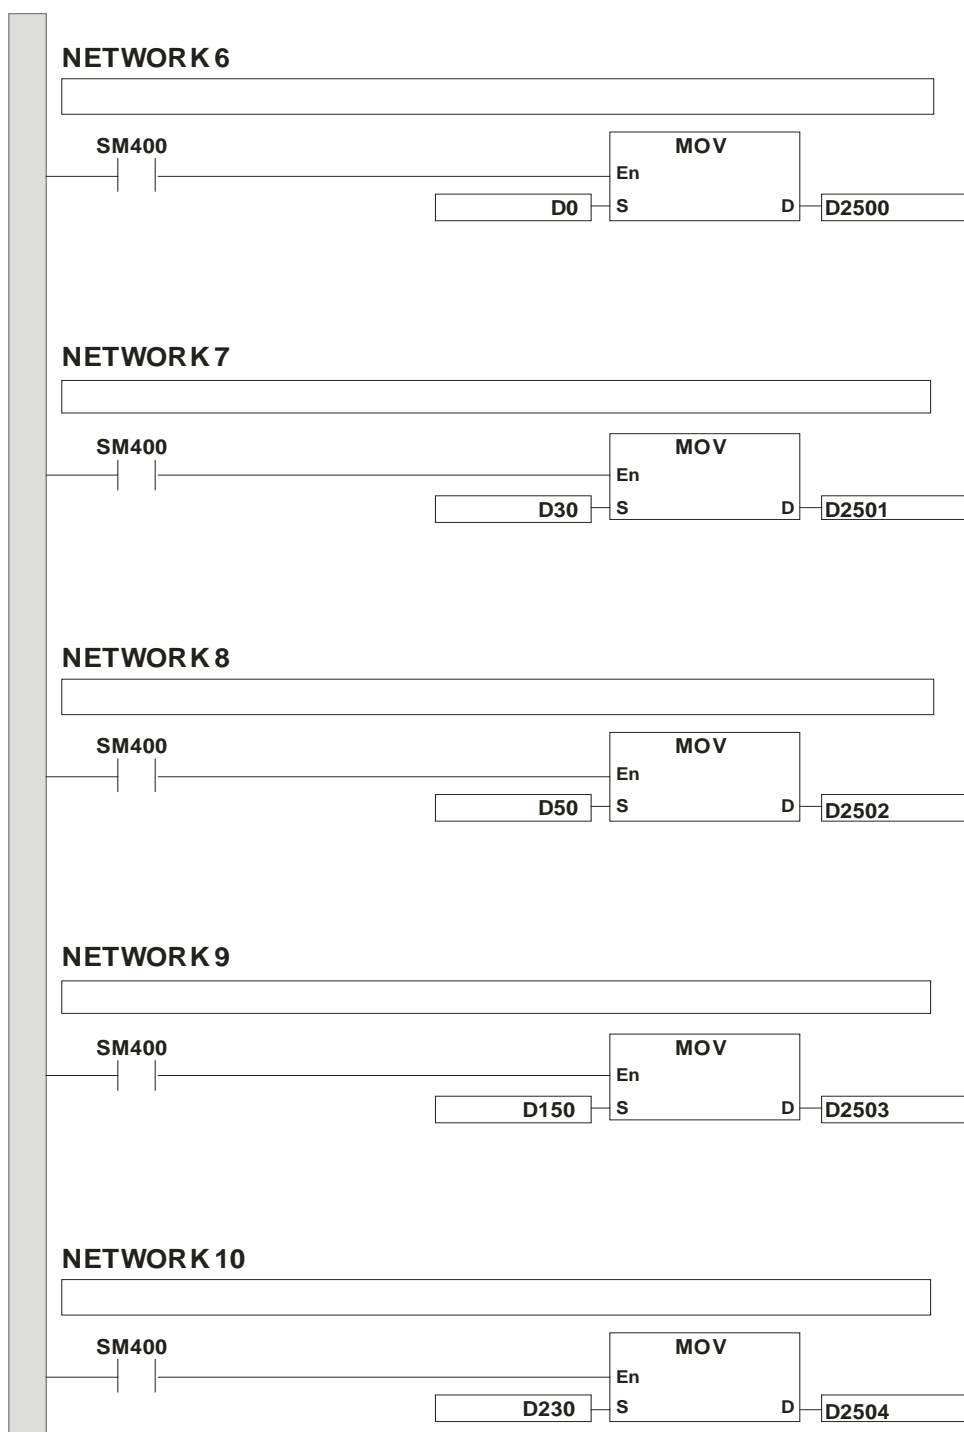 NETWORK 6
SM400
MOV
En
D0 S D D2500
NETWORK 7
SM400
MOV
En
D30 S D D2501
NETWORK 8
SM400
MOV
En
D50 S D D2502
NETWORK 9
SM400
MOV
En
D150 S D D2503
NETWORK 10
SM400
MOV
En
D230 S D D2504